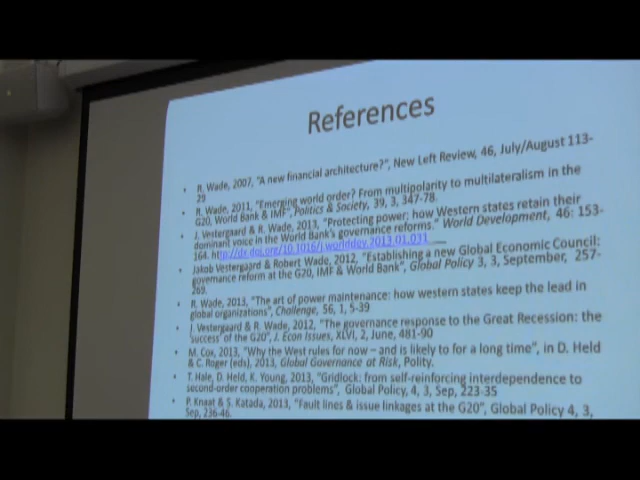 References
• R. Wade, 2007, "A new financial architecture?", New Left Review, 46, July/August 113-
29
• R. Wade, 2011, "Emerging world order? From multipolarity to multilateralism in the
G20, World Bank & IMF", Politics & Society, 39, 3, 347-78.
• J. Vestergaard & R. Wade, 2013, "Protecting power: how Western states retain their
dominant voice in the World Bank's governance reforms." World Development, 46: 153-
164. http://dr.doi.org/10.1016/j.worlddev.2013.01.031
• Jakob Vestergaard & Robert Wade, 2012, "Establishing a new Global Economic Council:
governance reform at the G20, IMF & World Bank", Global Policy 3, 3, September, 257-
269.
• R. Wade, 2013, "The art of power maintenance: how western states keep the lead in
global organizations", Challenge, 56, 1, 5-39
• J. Vestergaard & R. Wade, 2012, "The governance response to the Great Recession: the
'success' of the G20", J. Econ Issues, XLVI, 2, June, 481-90
• M. Cox, 2013, "Why the West rules for now – and is likely to for a long time", in D. Held
& C. Roger (eds), 2013, Global Governance at Risk, Polity.
• T. Hale, D. Held, K. Young, 2013, "Gridlock: from self-reinforcing interdependence to
second-order cooperation problems", Global Policy, 4, 3, Sep, 223-35
• P. Knaat & S. Katada, 2013, "Fault lines & issue linkages at the G20", Global Policy 4, 3,
Sep, 236-46.